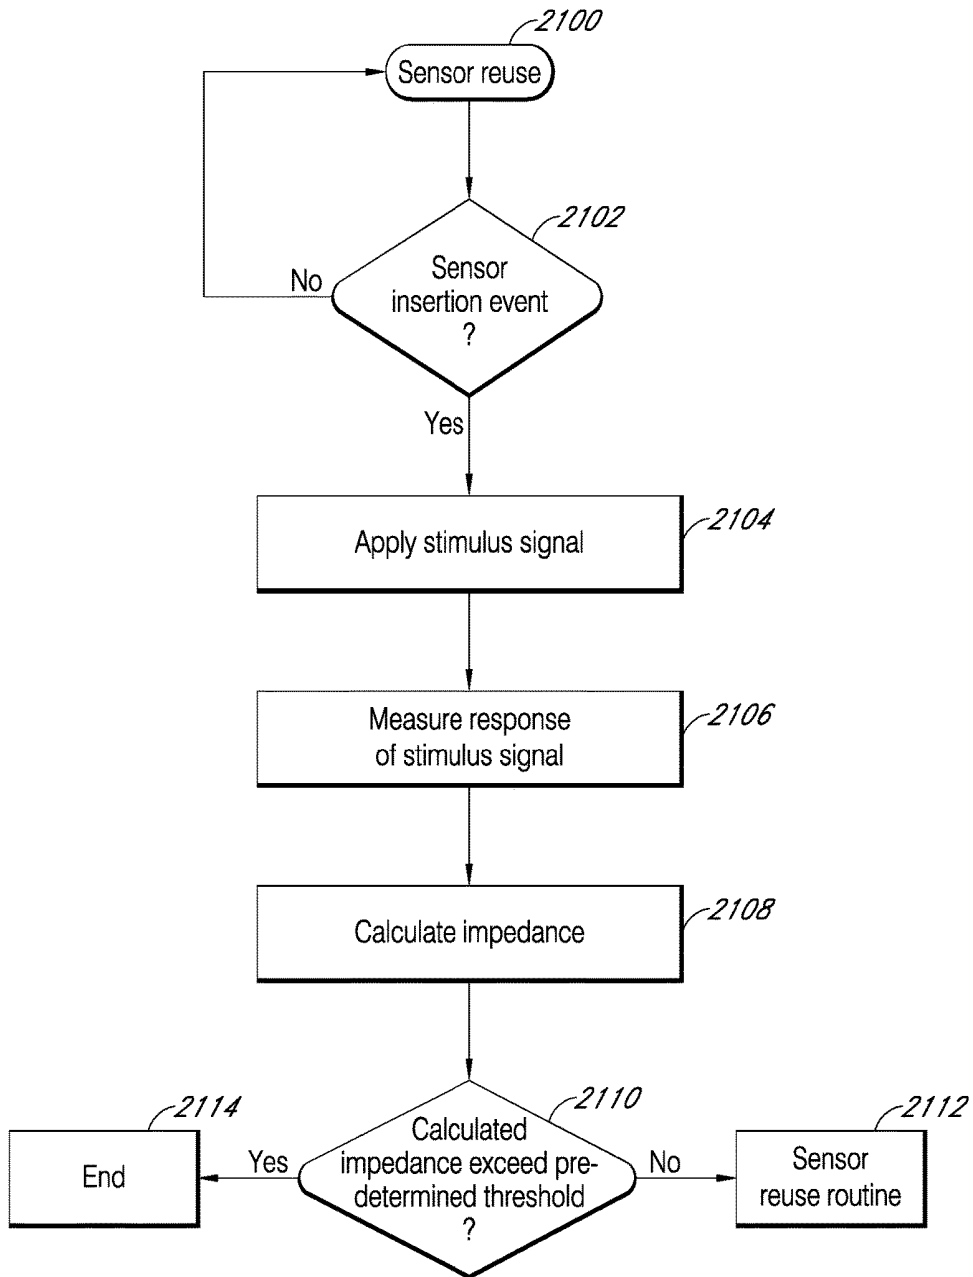 2100
Sensor reuse
2102
Sensor
insertion event
?
No
Yes
2104
Apply stimulus signal
2106
Measure response
of stimulus signal
2108
Calculate impedance
2110
Calculated
impedance exceed pre-
determined threshold
?
Yes
No
2114
End
2112
Sensor
reuse routine